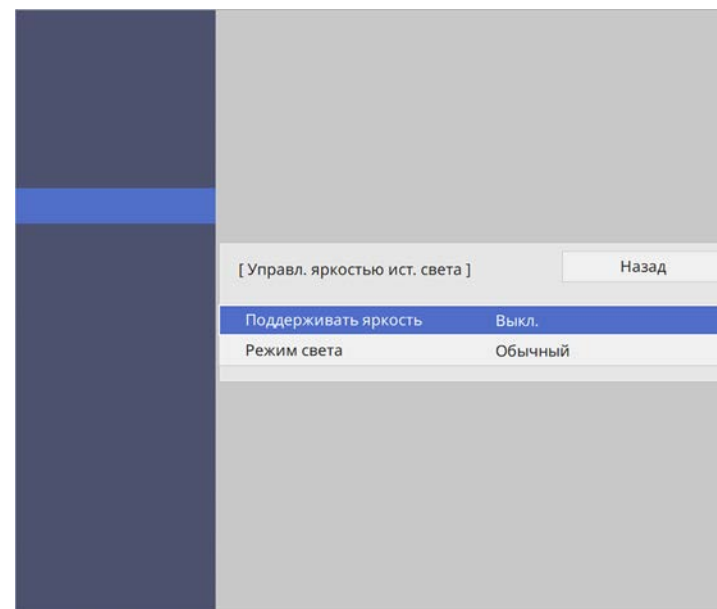 [ Управл. яркостью ист. света ] Назад
Поддерживать яркость Выкл.
Режим света Обычный